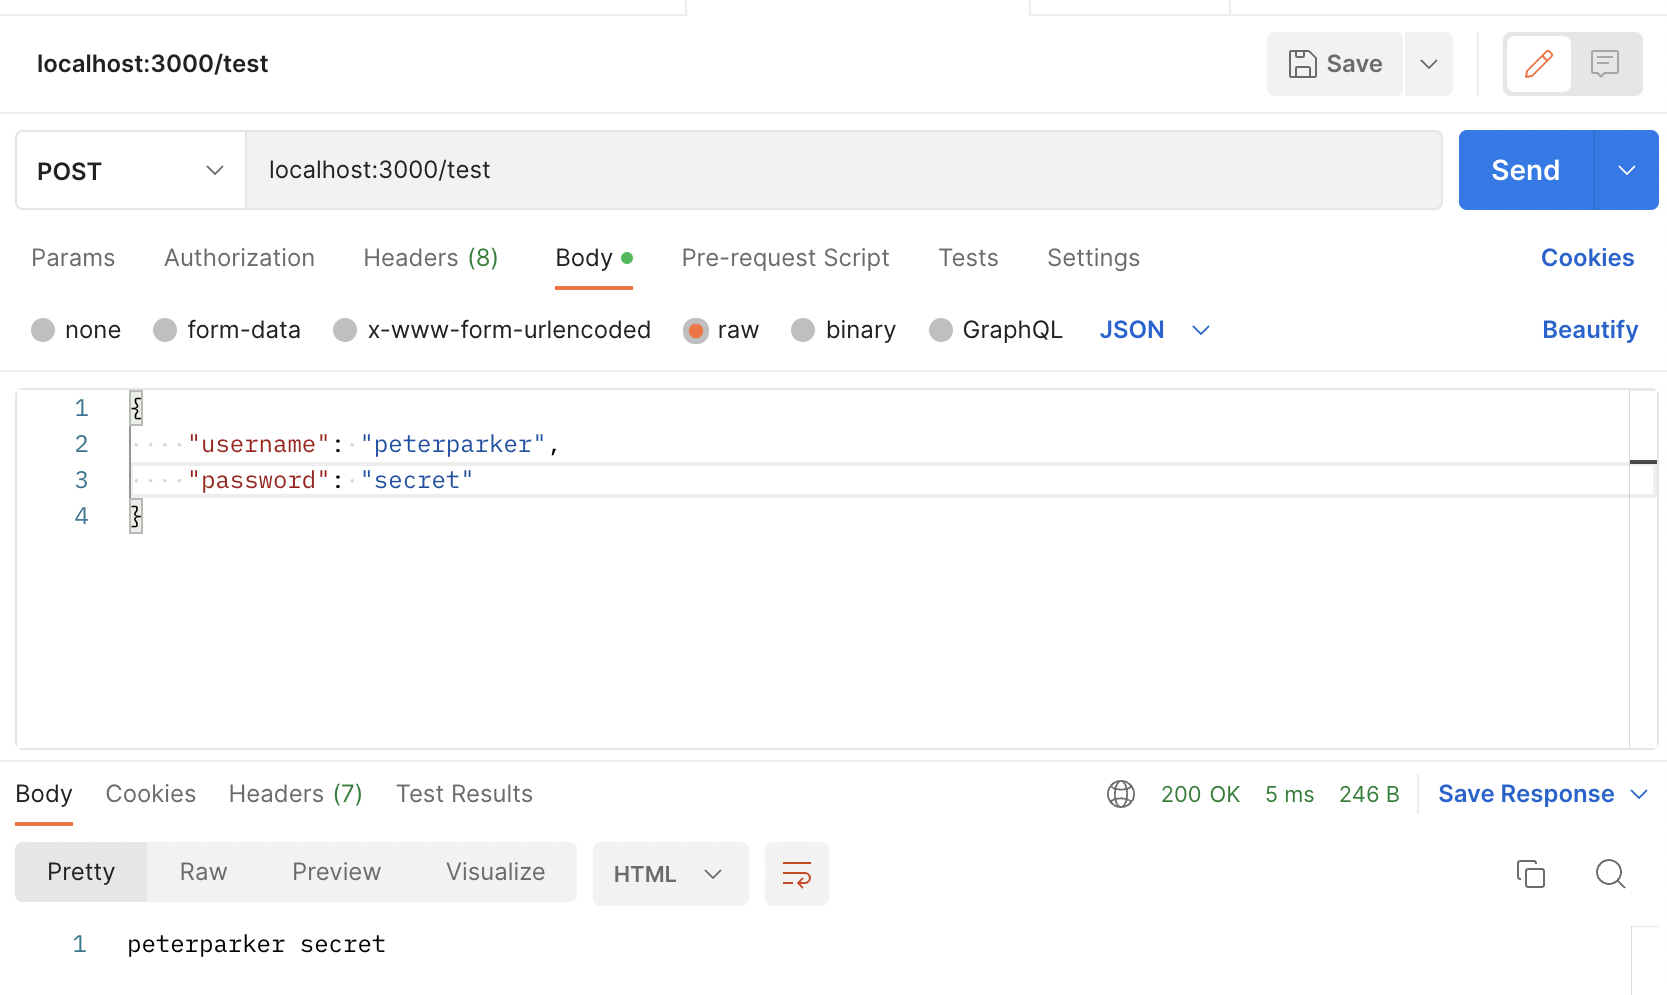 localhost:3000/test
Save
POST
localhost:3000/test
Send
Params Authorization Headers (8) Body Pre-request Script Tests Settings Cookies
none form-data x-www-form-urlencoded raw binary GraphQL JSON Beautify
1 {
2 "username": "peterparker",
3 "password": "secret"
4 }
Body Cookies Headers (7) Test Results 200 OK 5 ms 246 B Save Response
Pretty Raw Preview Visualize HTML
1 peterparker secret